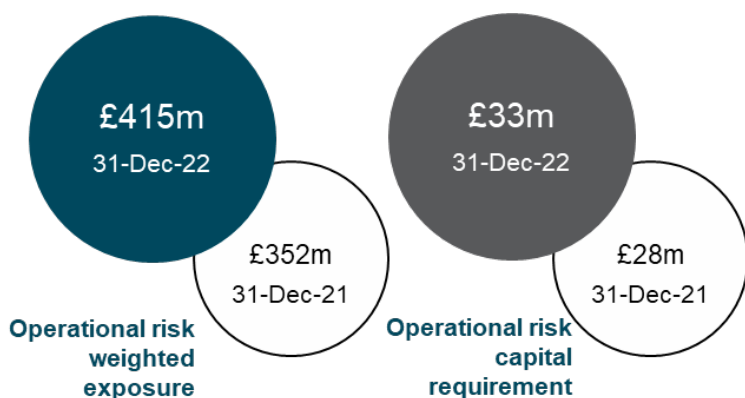 £415m
31-Dec-22
£352m
31-Dec-21
Operational risk
weighted
exposure
£33m
31-Dec-22
£28m
31-Dec-21
Operational risk
capital
requirement